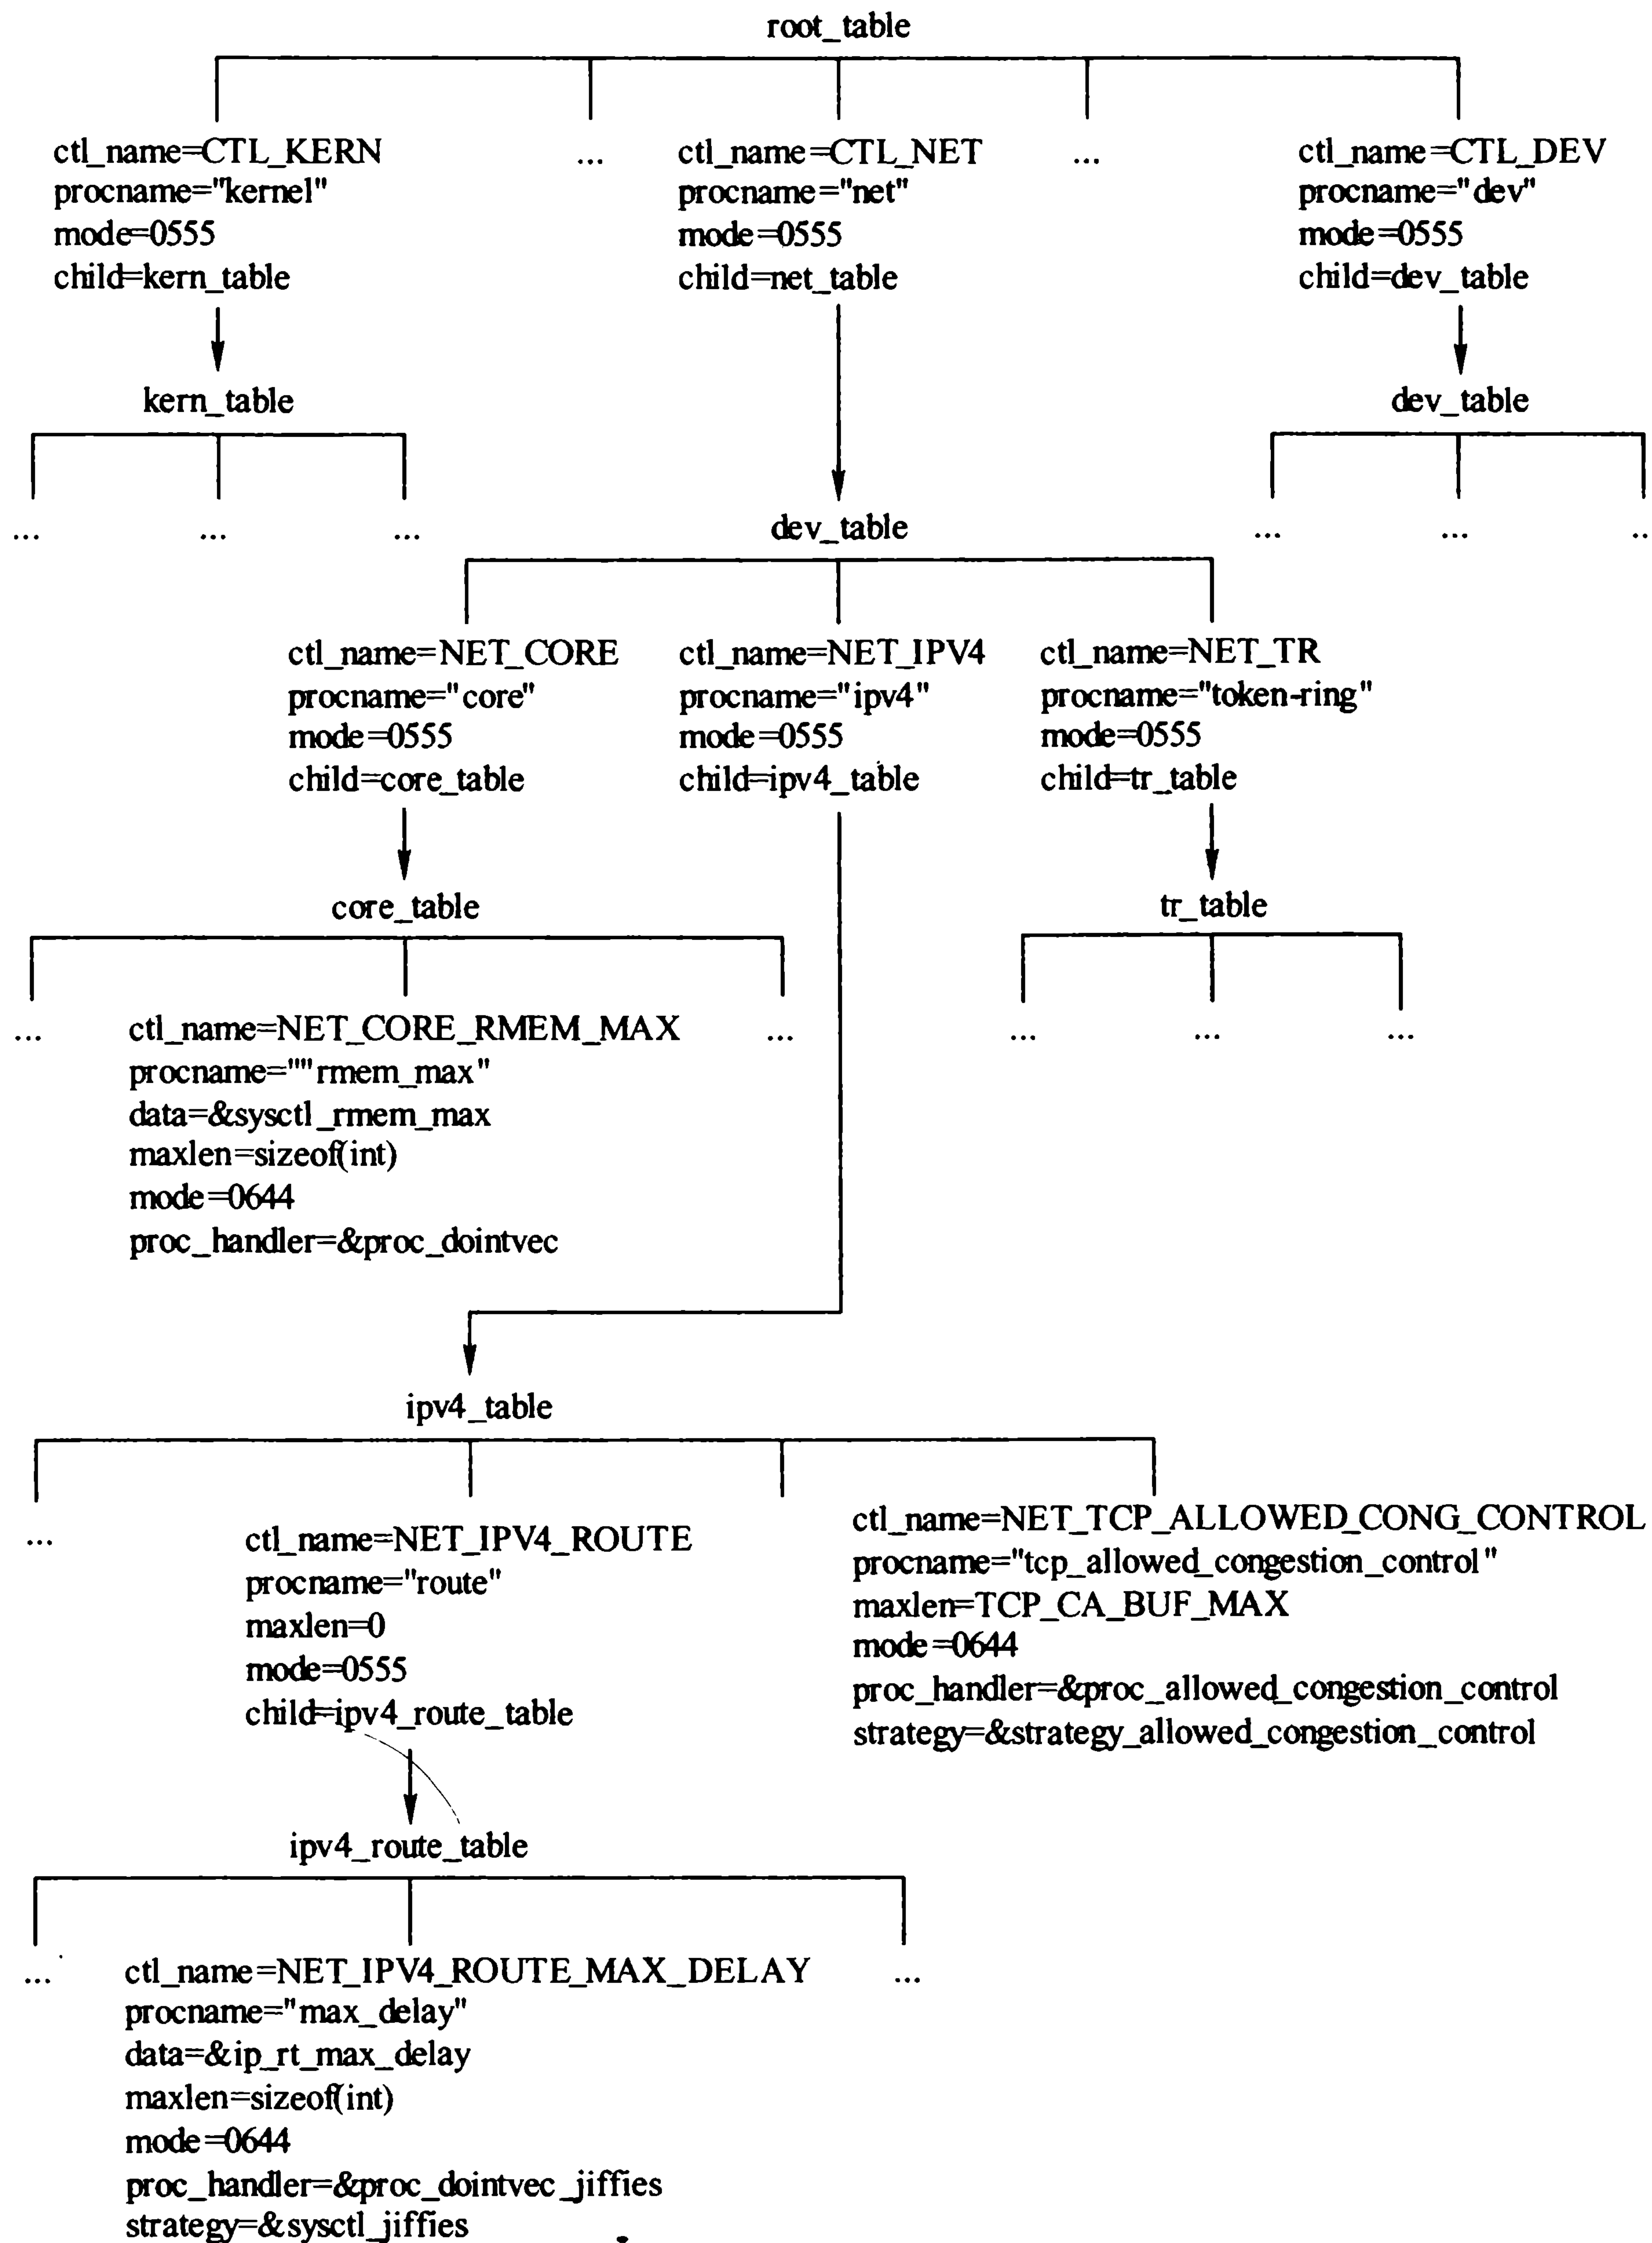 root_table
ctl_name=CTL_KERN
procname="kernel"
mode=0555
child=kern_table
...
ctl_name=CTL_NET
procname="net"
mode=0555
child=net_table
...
ctl_name=CTL_DEV
procname="dev"
mode=0555
child=dev_table
kern_table
...
...
...
dev_table
...
...
..
dev_table
ctl_name=NET_CORE
procname="core"
mode=0555
child=core_table
ctl_name=NET_IPV4
procname="ipv4"
mode=0555
child=ipv4_table
ctl_name=NET_TR
procname="token-ring"
mode=0555
child=tr_table
core_table
...
ctl_name=NET_CORE_RMEM_MAX
procname=""rmem_max"
data=&sysctl_rmem_max
maxlen=sizeof(int)
mode=0644
proc_handler=&proc_dointvec
...
tr_table
...
...
...
ipv4_table
...
ctl_name=NET_IPV4_ROUTE
procname="route"
maxlen=0
mode=0555
child=ipv4_route_table
ctl_name=NET_TCP_ALLOWED_CONG_CONTROL
procname="tcp_allowed_congestion_control"
maxlen=TCP_CA_BUF_MAX
mode=0644
proc_handler=&proc_allowed_congestion_control
strategy=&strategy_allowed_congestion_control
ipv4_route_table
...
ctl_name=NET_IPV4_ROUTE_MAX_DELAY
procname="max_delay"
data=&ip_rt_max_delay
maxlen=sizeof(int)
mode=0644
proc_handler=&proc_dointvec_jiffies
strategy=&sysctl_jiffies
...